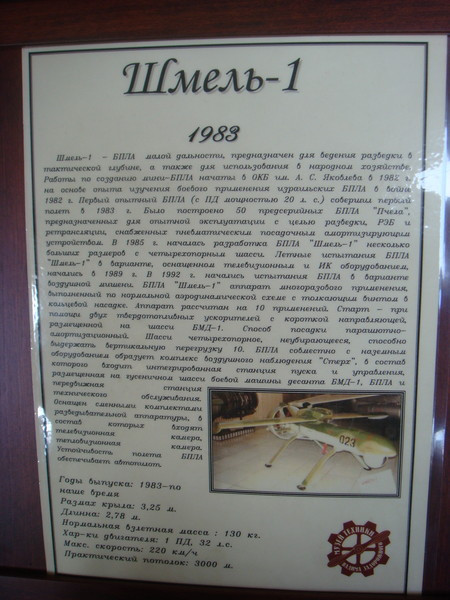 Шмель-1
1983
Шмель-1 - БПЛА малой дальности, предназначен для ведения разведки в
тактической глубине, а также для использования в народном хозяйстве.
Работы по созданию мини-БПЛА начаты в ОКБ им. А. С. Яковлева в 1982 г.
на основе опыта изучения боевого применения израильских БПЛА в войне
1982 г. Первый опытный БПЛА (с ПД мощностью 20 л. с.) совершил первый
полет в 1983 г. Было построено 50 предсерийных БПЛА "Пчела",
предназначенных для опытной эксплуатации с целью разведки, РЭБ и
ретрансляции, снабженных пневматическим посадочным амортизирующим
устройством. В 1985 г. началась разработка БПЛА "Шмель-1" несколько
больших размеров с четырехопорным шасси. Летные испытания БПЛА
"Шмель-1" в варианте, оснащенном телевизионным и ИК оборудованием,
начались в 1989 г. В 1992 г. начались испытания БПЛА в варианте
воздушной мишени. БПЛА "Шмель-1" аппарат многоразового применения,
выполненный по нормальной аэродинамической схеме с толкающим винтом в
кольцевой насадке. Аппарат рассчитан на 10 применений. Старт - при
помощи двух твердотопливных ускорителей с короткой направляющей,
размещенной на шасси БМД-1. Способ посадки парашютно-
амортизационный. Шасси четырехопорное, неубирающееся, способно
выдержать вертикальную перегрузку 10. БПЛА совместно с наземным
оборудованием образует комплекс воздушного наблюдения "Стерх", в состав
которого входит интегрированная станция пуска и управления,
размещенная на гусеничном шасси боевой машины десанта БМД-1, БПЛА и
передвижная станция
технического обслуживания.
Оснащен сменными комплектами
разведывательной аппаратуры, в
состав которых входят
телевизионная камера,
тепловизионная камера.
Устойчивость полета БПЛА
обеспечивает автопилот.
023
Годы выпуска: 1983-по
наше время
Размах крыла: 3,25 м.
Длинна: 2,78 м.
Нормальная взлетная масса : 130 кг.
Хар-ки двигателя: 1 ПД, 32 л.с.
Макс. скорость: 220 км/ч
Практический потолок: 3000 м.
МУЗЕЙ ТЕХНИКИ
ВАДИМА ЗАДОРОЖНОГО